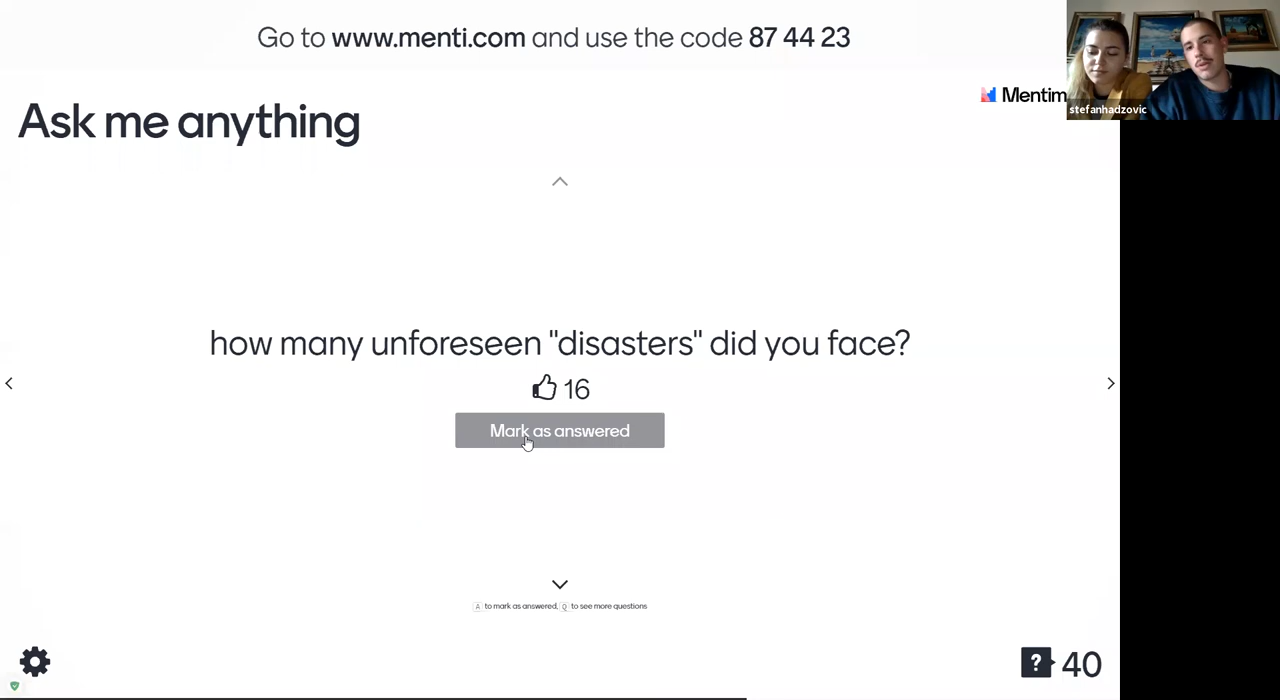 Go to www.menti.com and use the code 87 44 23
Mentim
stefanhadzovic
Ask me anything
how many unforeseen "disasters" did you face?
16
Mark as answered
A to mark as answered, Q to see more questions
? 40